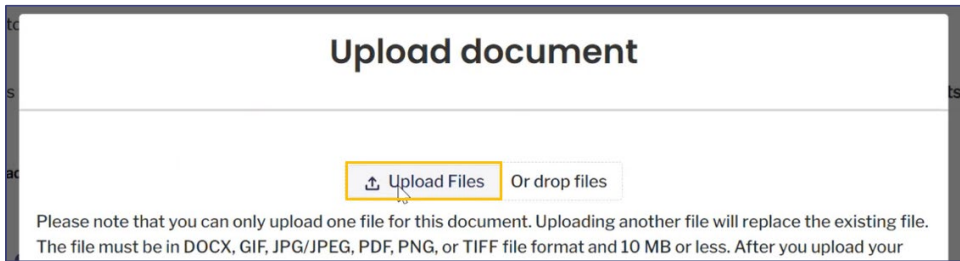 Upload document
Upload Files Or drop files
Please note that you can only upload one file for this document. Uploading another file will replace the existing file.
The file must be in DOCX, GIF, JPG/JPEG, PDF, PNG, or TIFF file format and 10 MB or less. After you upload your